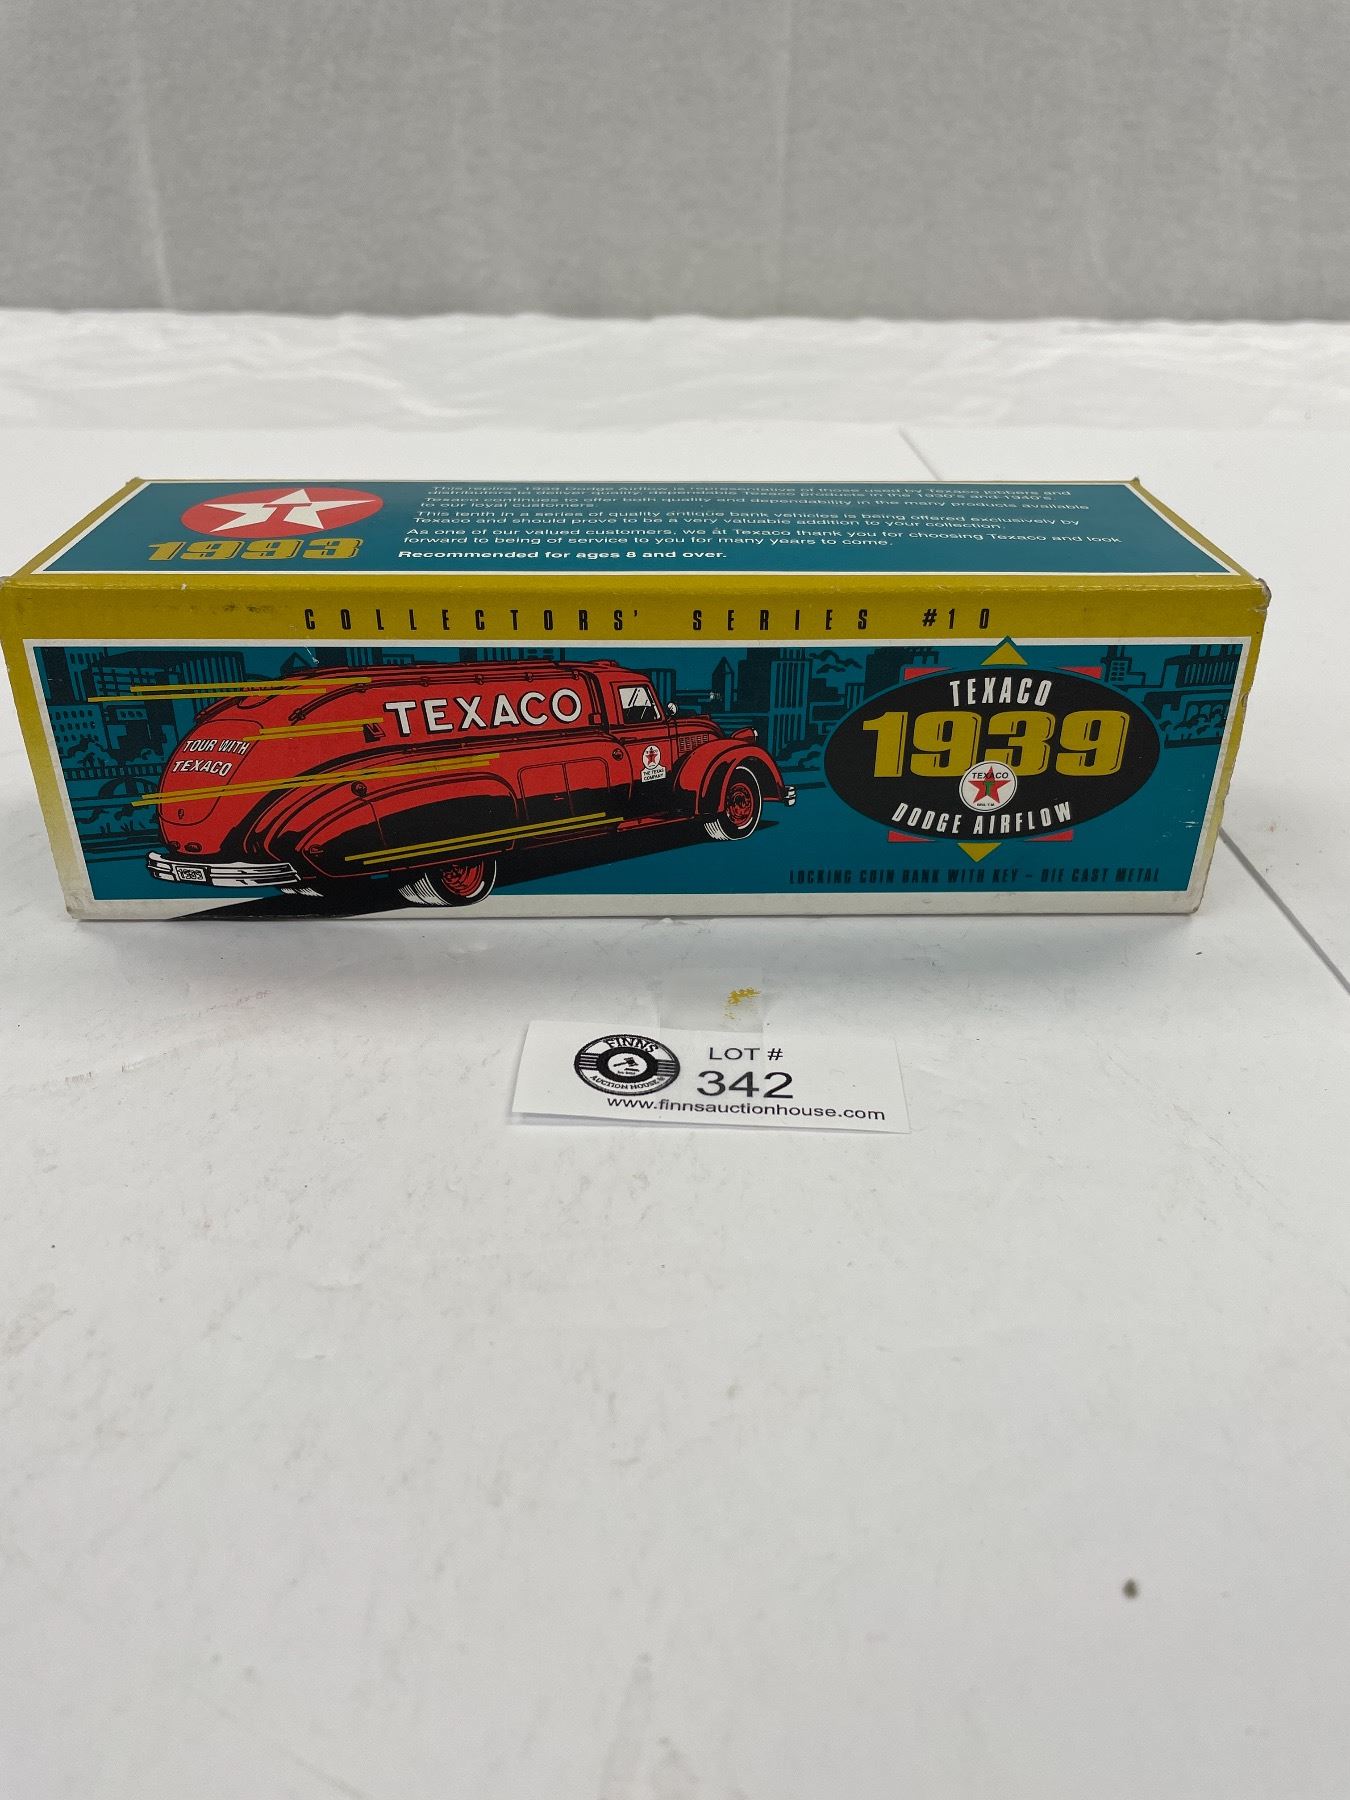 T
1993
This replica 1939 Dodge Airflow is representative of those used by Texaco jobbers and
distributors to deliver quality, dependable Texaco products in the 1930's and 1940's.
Texaco continues to offer both quality and dependability in the many products available
to our loyal customers.
This tenth in a series of quality antique bank vehicles is being offered exclusively by
Texaco and should prove to be a very valuable addition to your collection.
As one of our valued customers, we at Texaco thank you for choosing Texaco and look
forward to being of service to you for many years to come.
Recommended for ages 8 and over.
COLLECTORS' SERIES #10
TEXACO
TOUR WITH
TEXACO
THE TEXAS
COMPANY
TEXACO
1939
TEXACO
T
DODGE AIRFLOW
LOCKING COIN BANK WITH KEY – DIE CAST METAL
FINNS
AUCTION HOUSE
LOT #
342
www.finnsauctionhouse.com